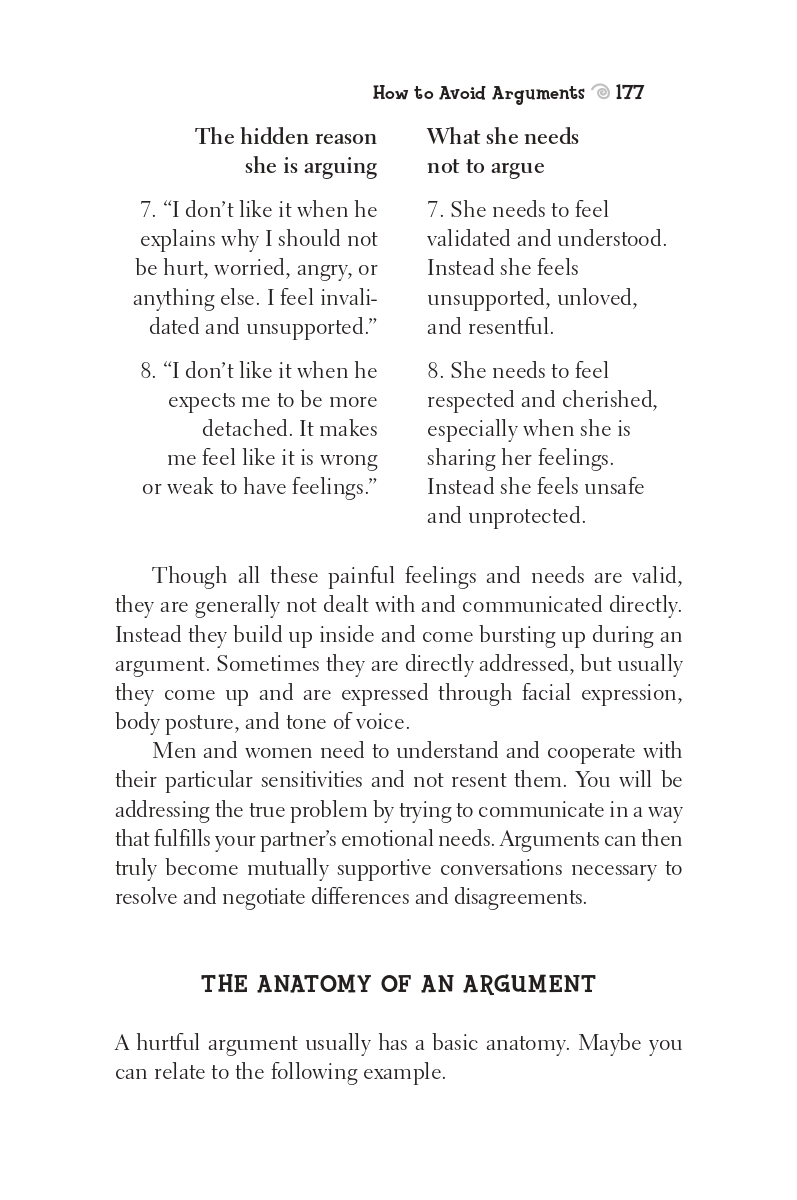 How to Avoid Arguments 177
The hidden reason
she is arguing
What she needs
not to argue
7. “I don’t like it when he
explains why I should not
be hurt, worried, angry, or
anything else. I feel invali-
dated and unsupported.”
7. She needs to feel
validated and understood.
Instead she feels
unsupported, unloved,
and resentful.
8. “I don’t like it when he
expects me to be more
detached. It makes
me feel like it is wrong
or weak to have feelings.”
8. She needs to feel
respected and cherished,
especially when she is
sharing her feelings.
Instead she feels unsafe
and unprotected.
Though all these painful feelings and needs are valid,
they are generally not dealt with and communicated directly.
Instead they build up inside and come bursting up during an
argument. Sometimes they are directly addressed, but usually
they come up and are expressed through facial expression,
body posture, and tone of voice.
Men and women need to understand and cooperate with
their particular sensitivities and not resent them. You will be
addressing the true problem by trying to communicate in a way
that fulfills your partner’s emotional needs. Arguments can then
truly become mutually supportive conversations necessary to
resolve and negotiate differences and disagreements.
THE ANATOMY OF AN ARGUMENT
A hurtful argument usually has a basic anatomy. Maybe you
can relate to the following example.